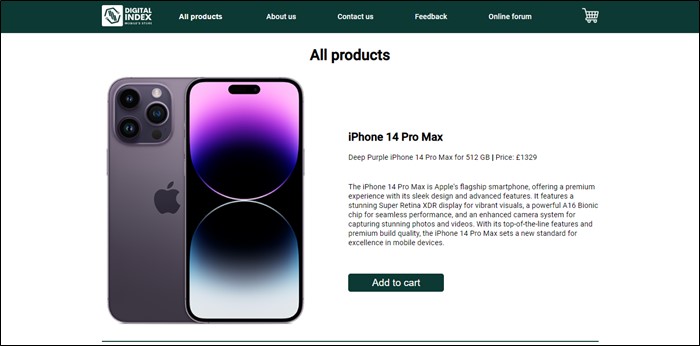 DIGITAL
INDEX
All products
About us
Contact us
Feedback
Online forum
All products
iPhone 14 Pro Max
Deep Purple iPhone 14 Pro Max for 512 GB | Price: £1329
The iPhone 14 Pro Max is Apple's flagship smartphone, offering a premium
experience with its sleek design and advanced features. It features a
stunning Super Retina XDR display for vibrant visuals, a powerful A16 Bionic
chip for seamless performance, and an enhanced camera system for
capturing stunning photos and videos. With its top-of-the-line features and
premium build quality, the iPhone 14 Pro Max sets a new standard for
excellence in mobile devices.
Add to cart